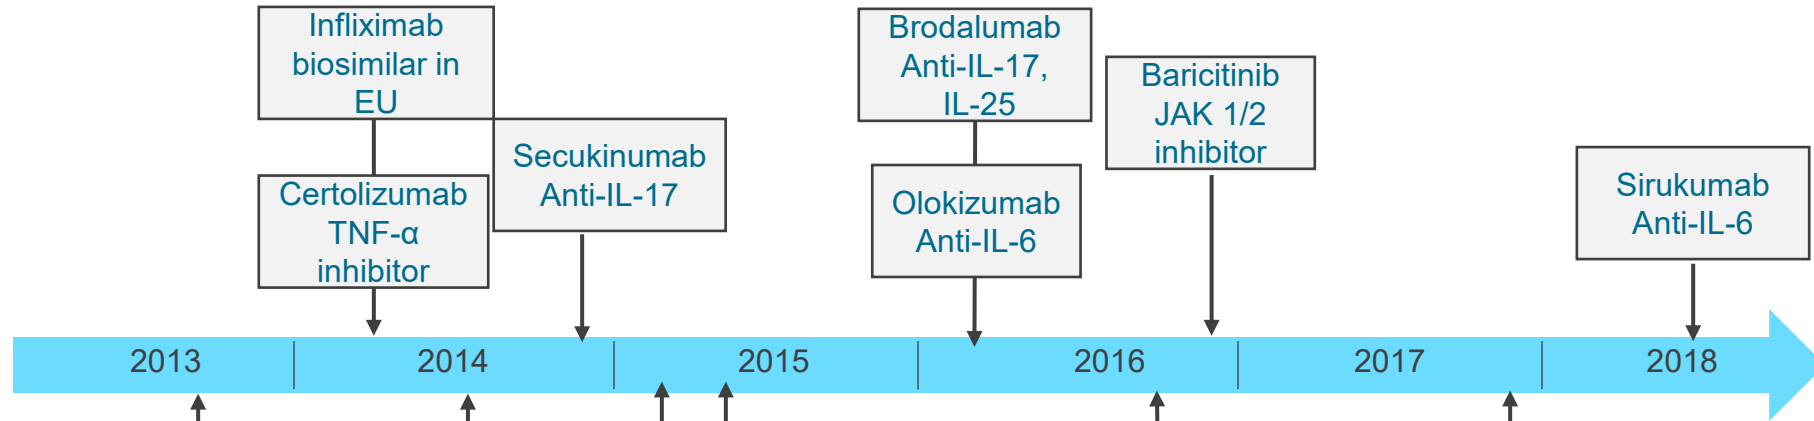 Infliximab
biosimilar in
EU
Certolizumab
TNF-α
inhibitor
Secukinumab
Anti-IL-17
Brodalumab
Anti-IL-17,
IL-25
Olokizumab
Anti-IL-6
Baricitinib
JAK 1/2
inhibitor
Sirukumab
Anti-IL-6
2013
2014
2015
2016
2017
2018